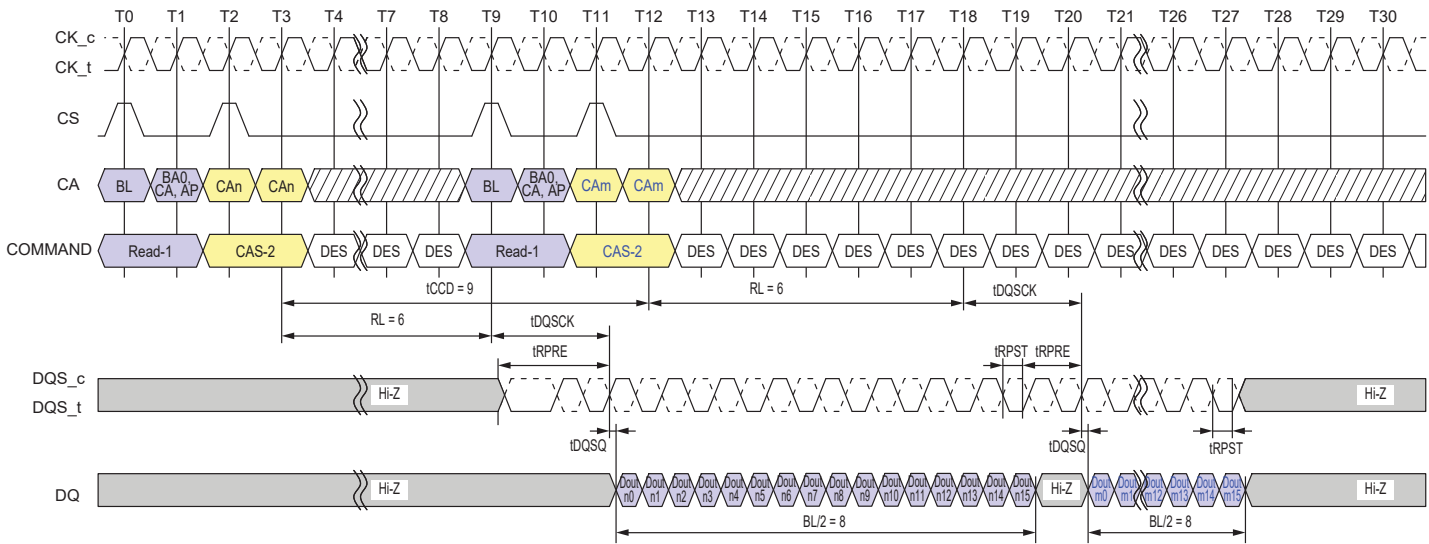 T0 T1 T2 T3 T4 T7 T8 T9 T10 T11 T12 T13 T14 T15 T16 T17 T18 T19 T20 T21 T26 T27 T28 T29 T30
CK_c
CK_t
CS
CA BL BA0, CA, AP CAn CAn BL BA0, CA, AP CAm CAm
COMMAND Read-1 CAS-2 DES DES DES Read-1 CAS-2 DES DES DES DES DES DES DES DES DES DES DES DES DES DES
tCCD = 9 RL = 6 tDQSCK
RL = 6 tDQSCK
tRPRE tRPST tRPRE
DQS_c
DQS_t
Hi-Z Hi-Z
tDQSQ tDQSQ tRPST
DQ Hi-Z Dout n0 Dout n1 Dout n2 Dout n3 Dout n4 Dout n5 Dout n6 Dout n7 Dout n8 Dout n9 Dout n10 Dout n11 Dout n12 Dout n13 Dout n14 Dout n15 Hi-Z Dout m0 Dout m1 Dout m12 Dout m13 Dout m14 Dout m15 Hi-Z
BL/2 = 8 BL/2 = 8